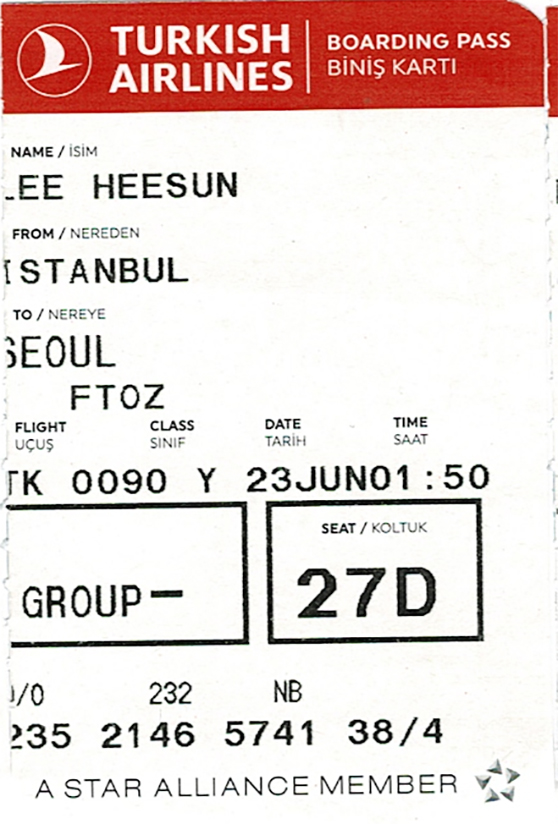 TURKISH AIRLINES
BOARDING PASS
BİNİŞ KARTI
NAME / İSİM
LEE HEESUN
FROM / NEREDEN
ISTANBUL
TO / NEREYE
SEOUL
FTOZ
FLIGHT CLASS DATE TIME
UÇUŞ SINIF TARİH SAAT
TK 0090 Y 23JUN01:50
SEAT / KOLTUK
GROUP- 27D
/0 232 NB
235 2146 5741 38/4
A STAR ALLIANCE MEMBER